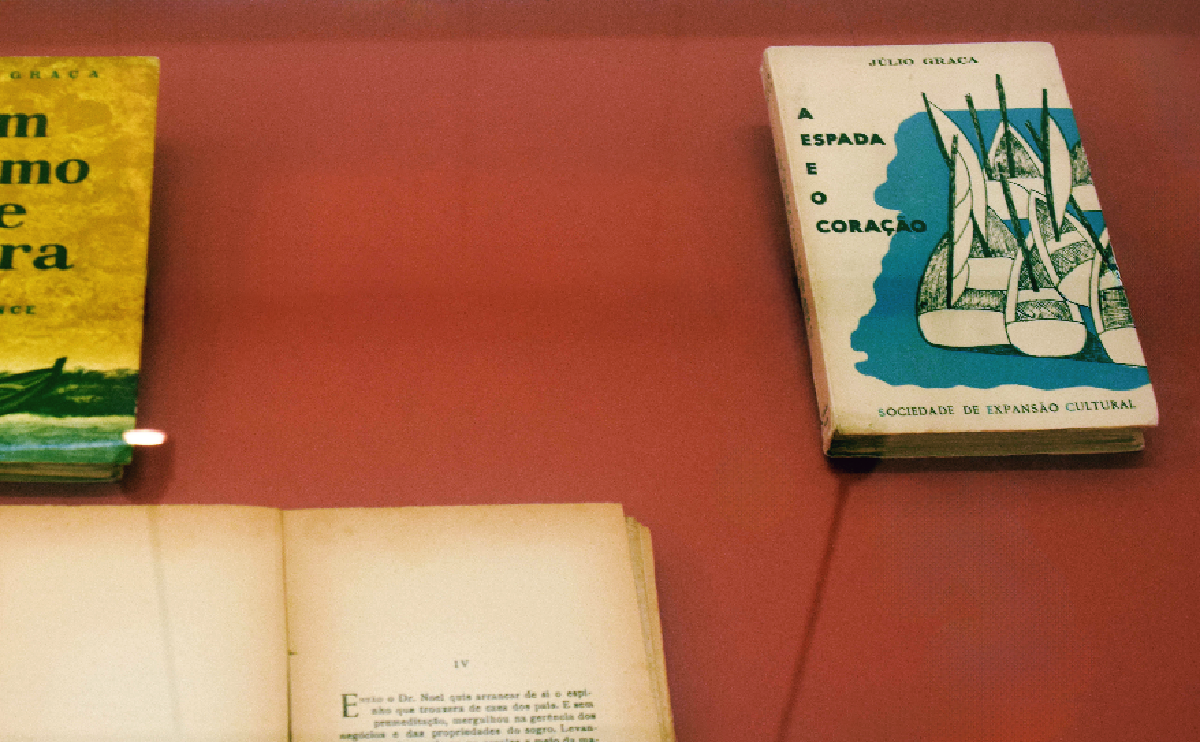 GRAÇA
m
mo
e
ra
NCE
JÚLIO GRAÇA
A
ESPADA
E
O
CORAÇÃO
SOCIEDADE DE EXPANSÃO CULTURAL
IV
ENTÃO o Dr. Noel quis arrancar de si o espi-
nho que trouxera de casa dos pais. E sem
premeditação, mergulhou na gerência dos
negócios e das propriedades do sogro. Levan-